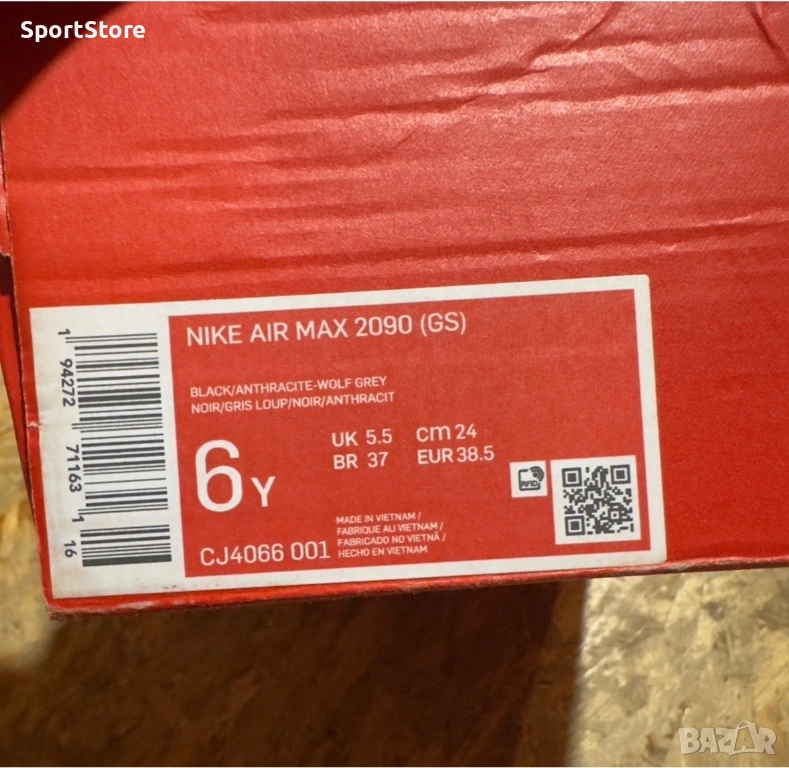 SportStore
NIKE AIR MAX 2090 (GS)
BLACK/ANTHRACITE-WOLF GREY
NOIR/GRIS LOUP/NOIR/ANTHRACIT
6Y
UK 5.5 cm 24
BR 37 EUR 38.5
RFID
CJ4066 001
MADE IN VIETNAM /
FABRIQUE AU VIETNAM /
FABRICADO NO VIETNÃ /
HECHO EN VIETNAM
1 94272 71163 1 16
BAZAR